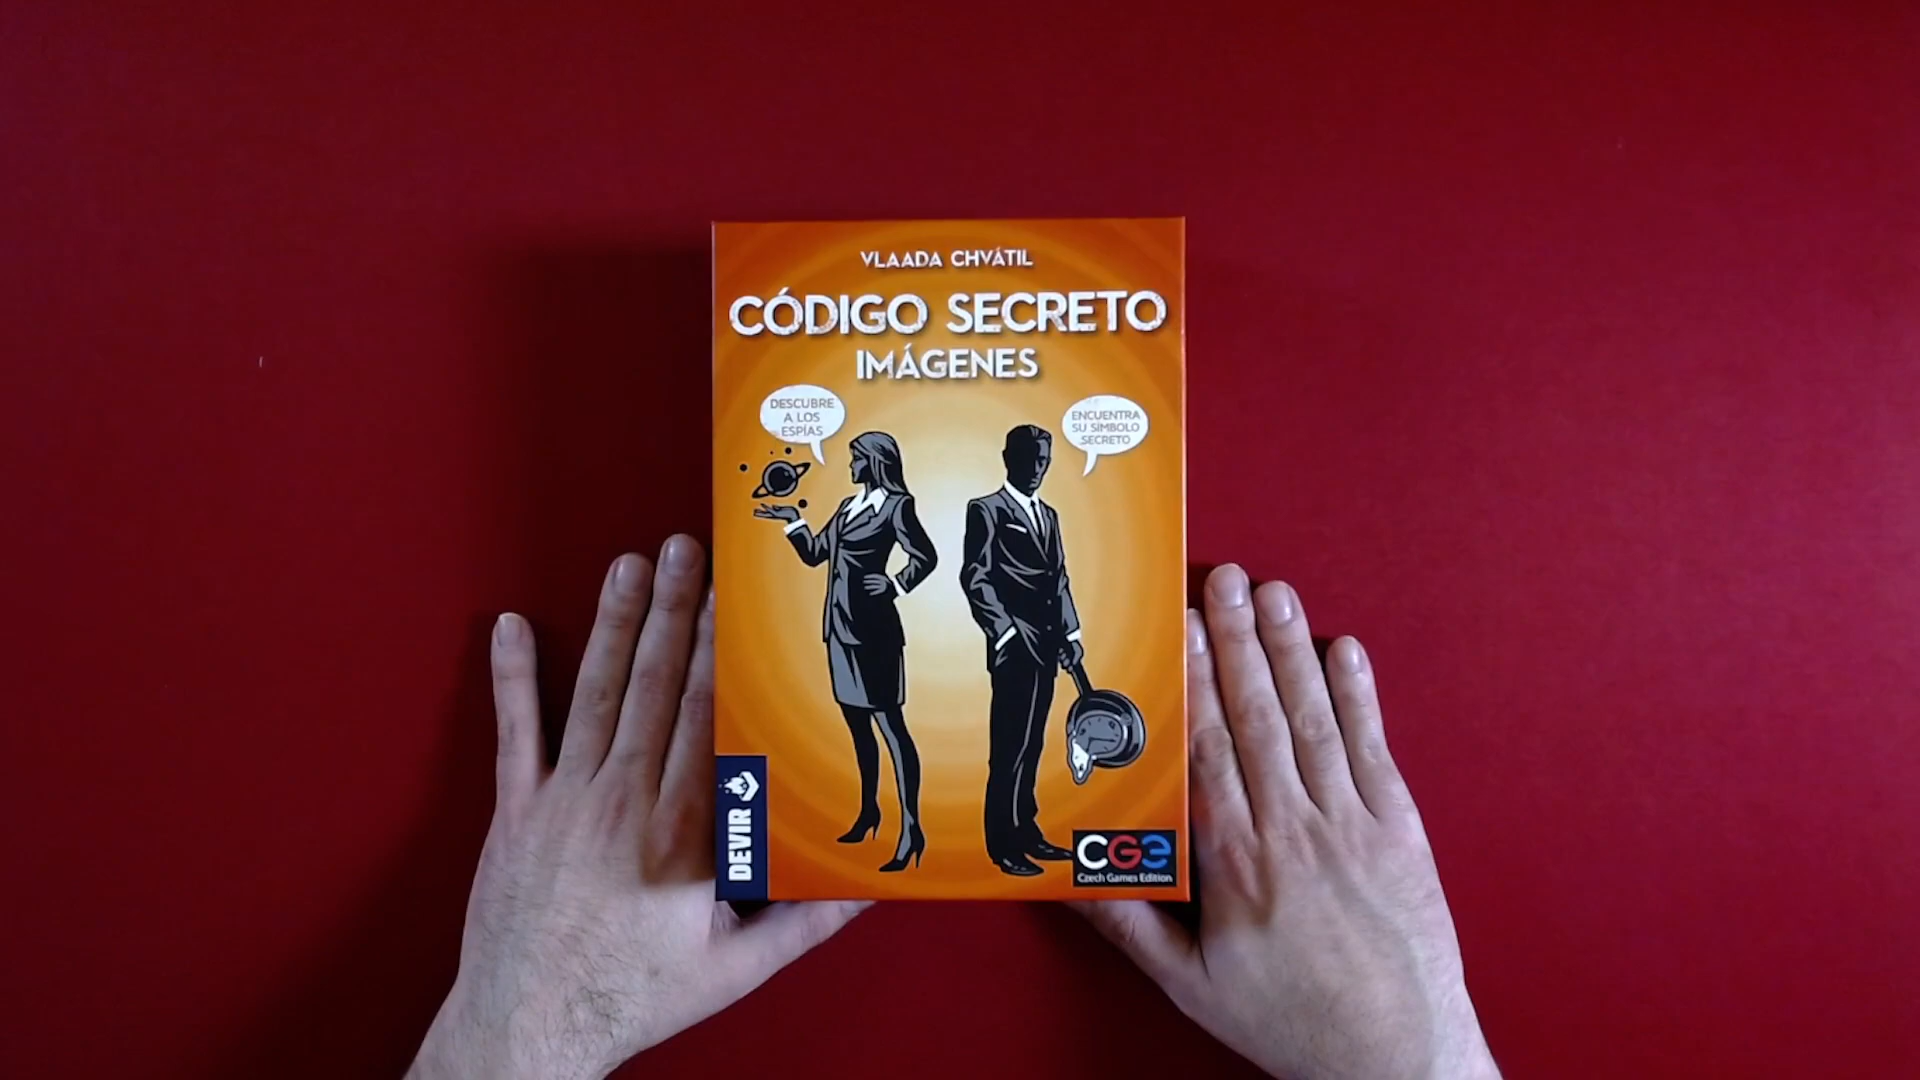 VLAADA CHVÁTIL
CÓDIGO SECRETO
IMÁGENES
DESCUBRE
A LOS
ESPÍAS
ENCUENTRA
SU SÍMBOLO
SECRETO
DEVIR
CGE
Czech Games Edition